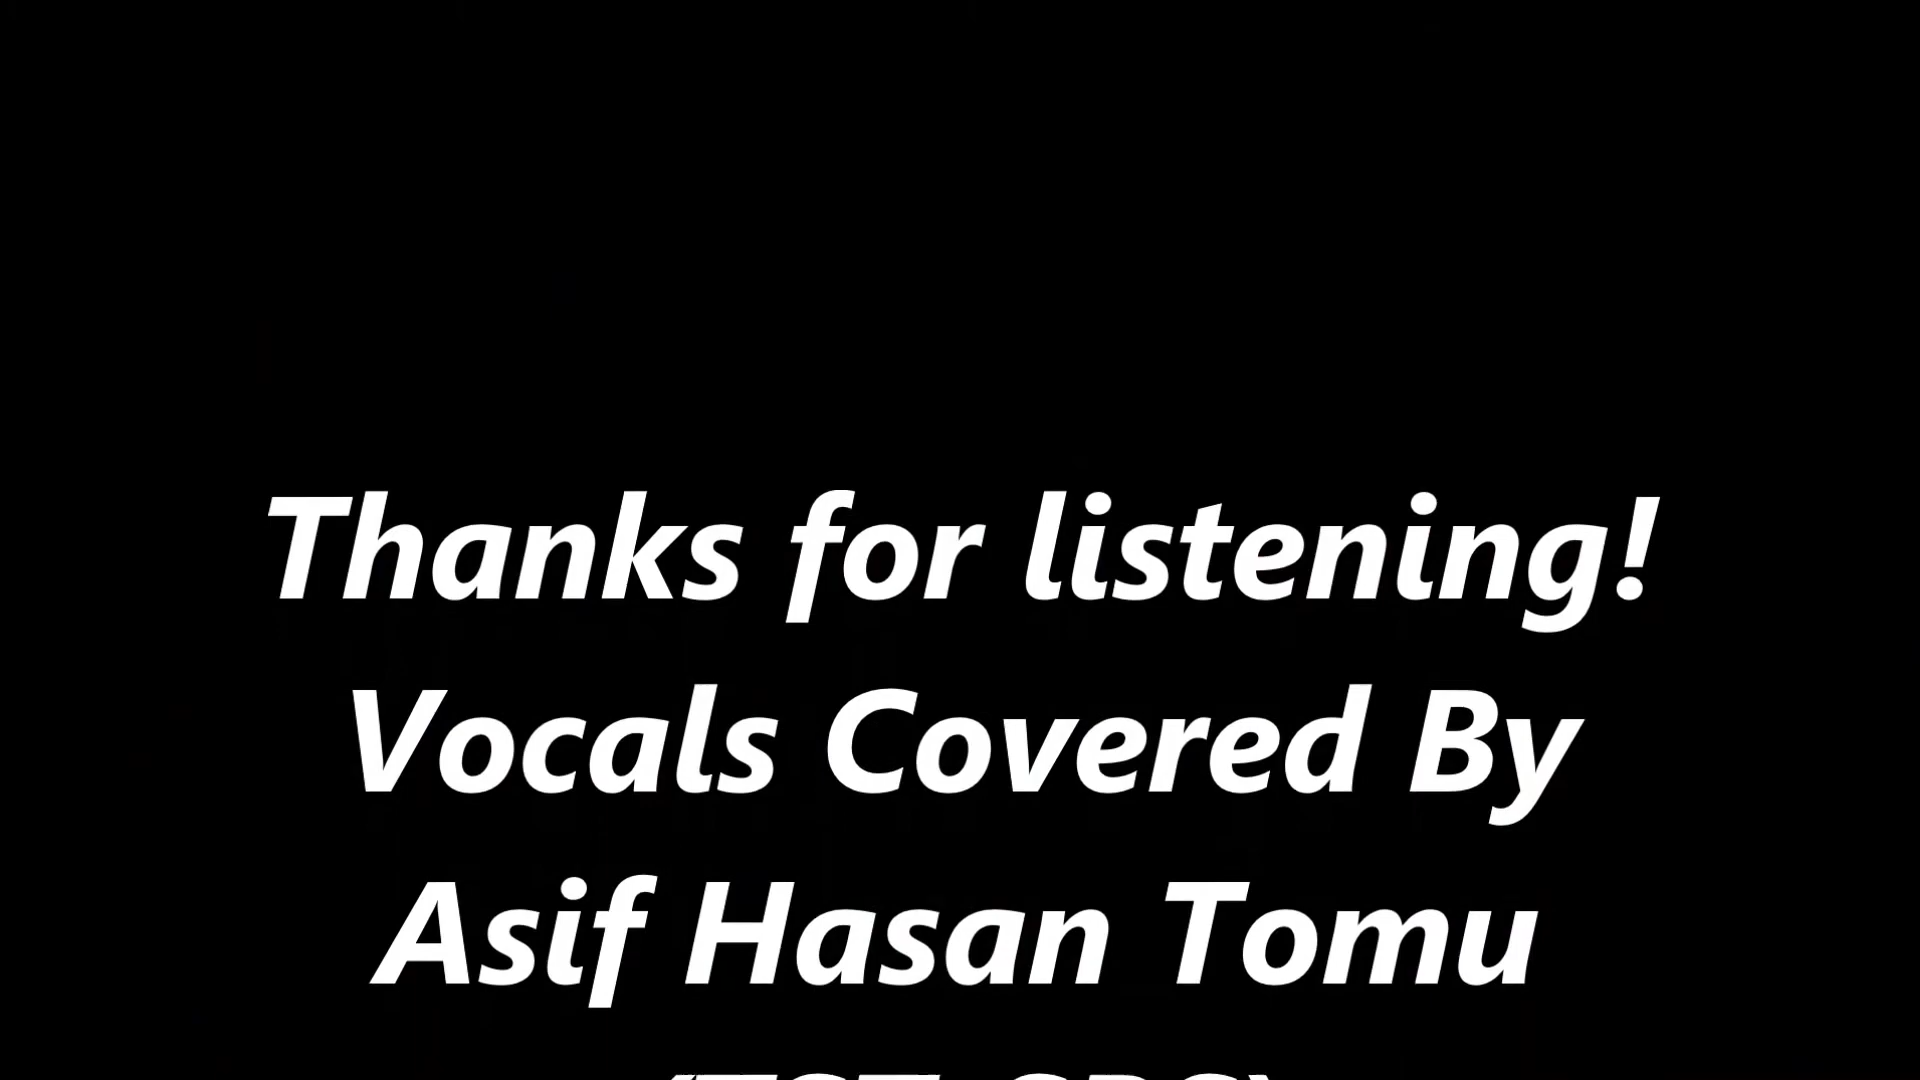 Thanks for listening!
Vocals Covered By
Asif Hasan Tomu